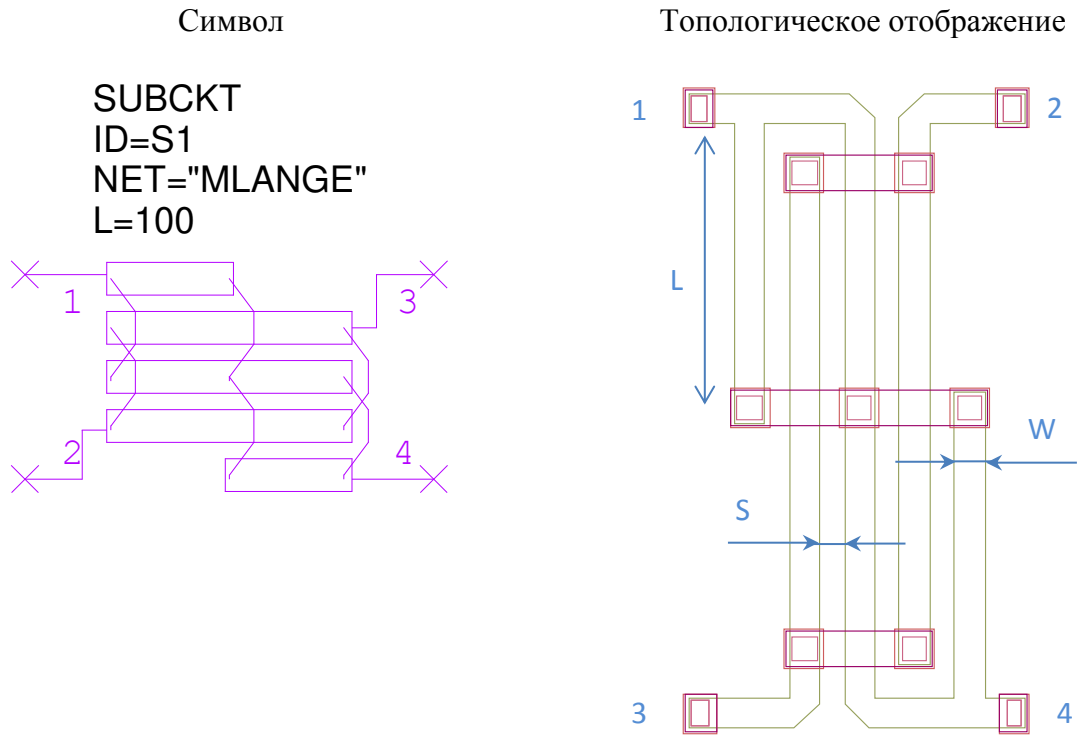 Символ
Топологическое отображение
SUBCKT
ID=S1
NET="MLANGE"
L=100
1
3
2
4
1
2
L
W
S
3
4